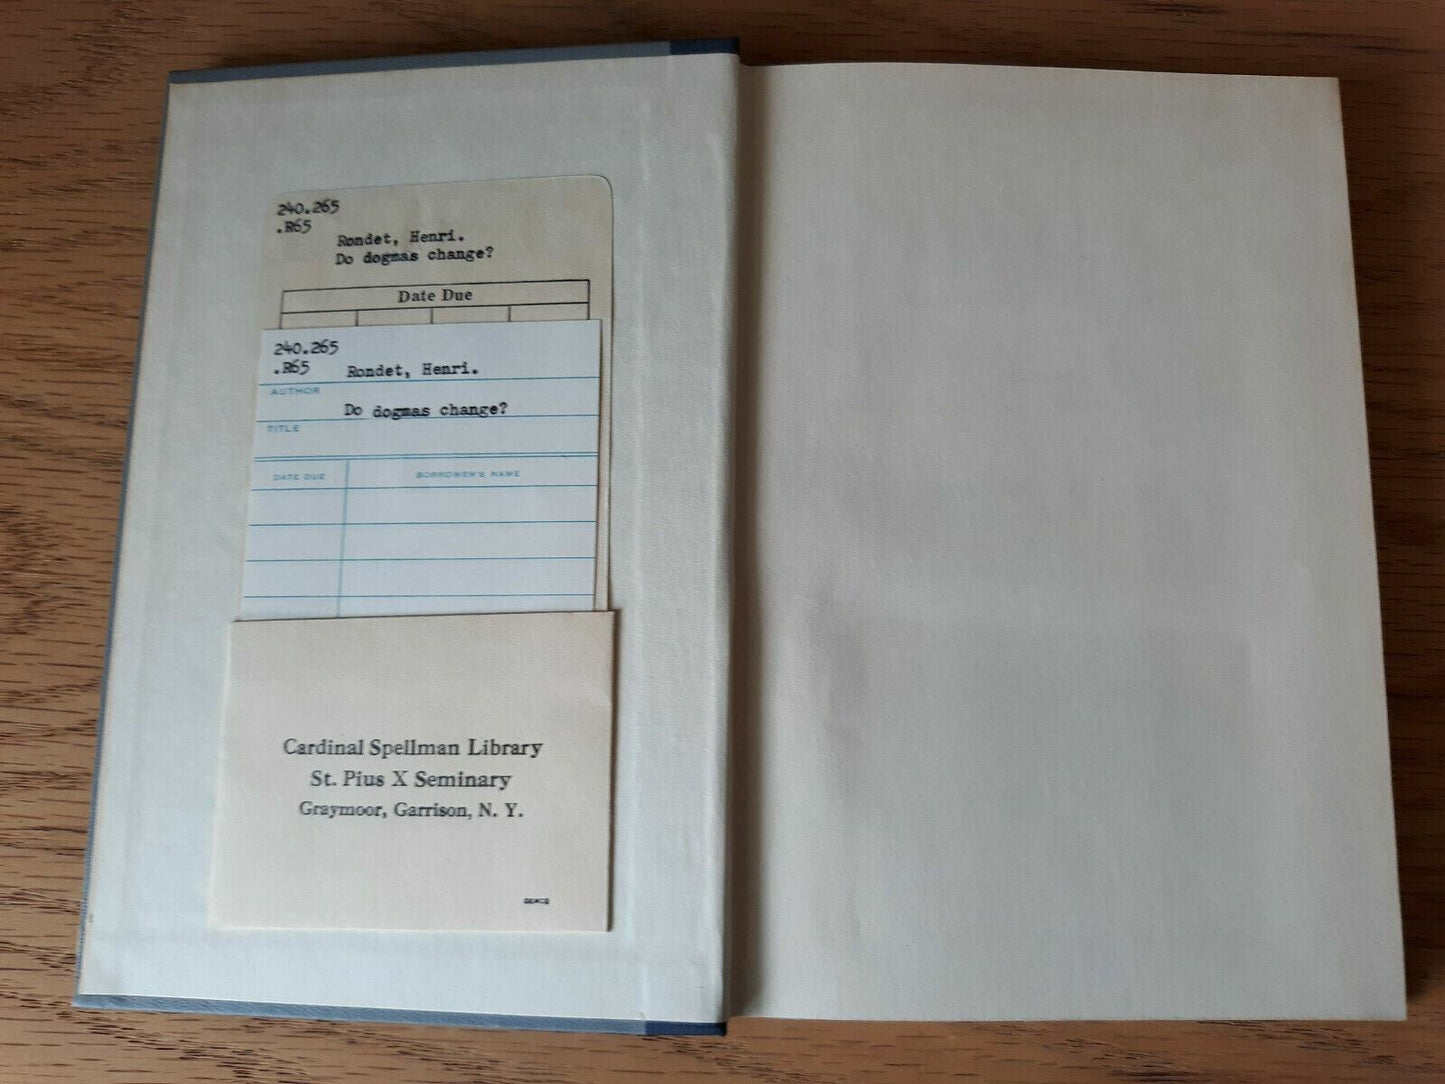 240.265
.R65
Rondet, Henri.
Do dogmas change?
Date Due
240.265
.R65 Rondet, Henri.
AUTHOR
Do dogmas change?
TITLE
DATE DUE BORROWER'S NAME
Cardinal Spellman Library
St. Pius X Seminary
Graymoor, Garrison, N. Y.
DEMCO